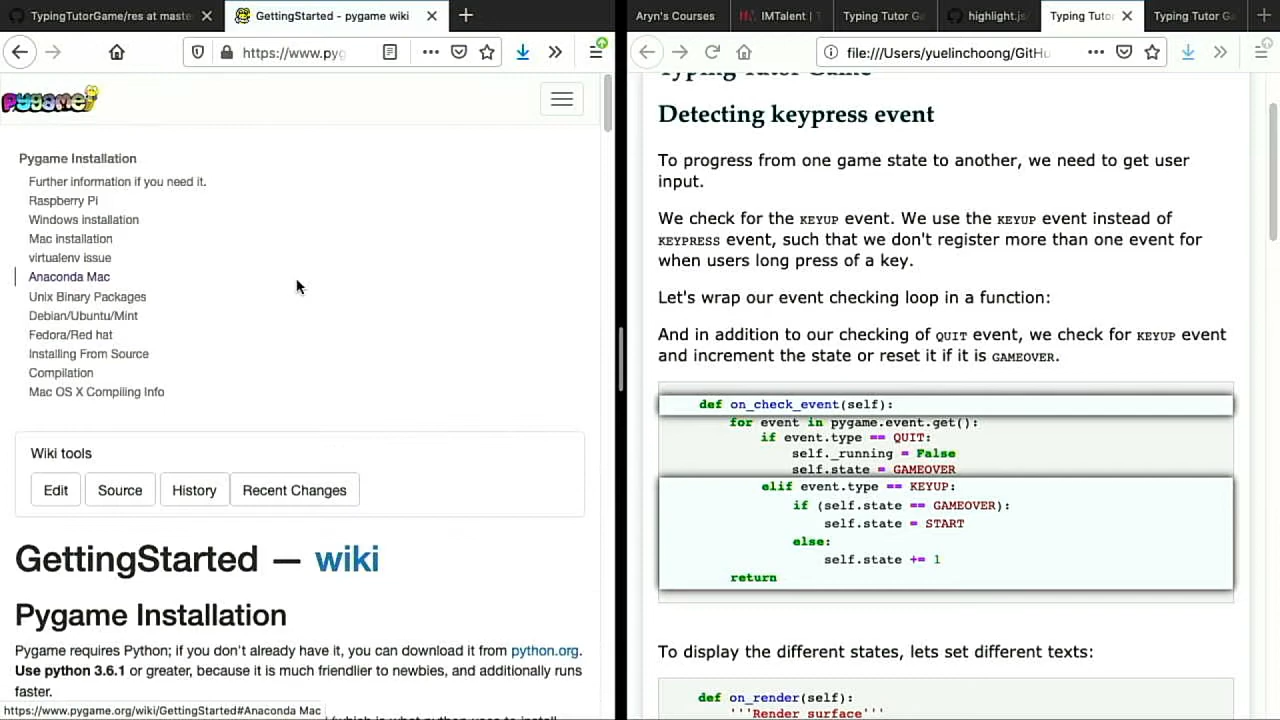 TypingTutorGame/res at maste
GettingStarted - pygame wiki
https://www.pyg
pygame
Pygame Installation
Further information if you need it.
Raspberry Pi
Windows installation
Mac installation
virtualenv issue
Anaconda Mac
Unix Binary Packages
Debian/Ubuntu/Mint
Fedora/Red hat
Installing From Source
Compilation
Mac OS X Compiling Info
Wiki tools
Edit
Source
History
Recent Changes
GettingStarted — wiki
Pygame Installation
Pygame requires Python; if you don't already have it, you can download it from python.org.
Use python 3.6.1 or greater, because it is much friendlier to newbies, and additionally runs
faster.
https://www.pygame.org/wiki/GettingStarted#Anaconda Mac
Aryn's Courses
IMTalent | T
Typing Tutor G
highlight.js/
Typing Tutor
Typing Tutor Ga
file:///Users/yuelinchoong/GitHu
Typing Tutor Game
Detecting keypress event
To progress from one game state to another, we need to get user
input.
We check for the KEYUP event. We use the KEYUP event instead of
KEYPRESS event, such that we don't register more than one event for
when users long press of a key.
Let's wrap our event checking loop in a function:
And in addition to our checking of QUIT event, we check for KEYUP event
and increment the state or reset it if it is GAMEOVER.
def on_check_event(self):
for event in pygame.event.get():
if event.type == QUIT:
self._running = False
self.state = GAMEOVER
elif event.type == KEYUP:
if (self.state == GAMEOVER):
self.state = START
else:
self.state += 1
return
To display the different states, lets set different texts:
def on_render(self):
'''Render surface'''